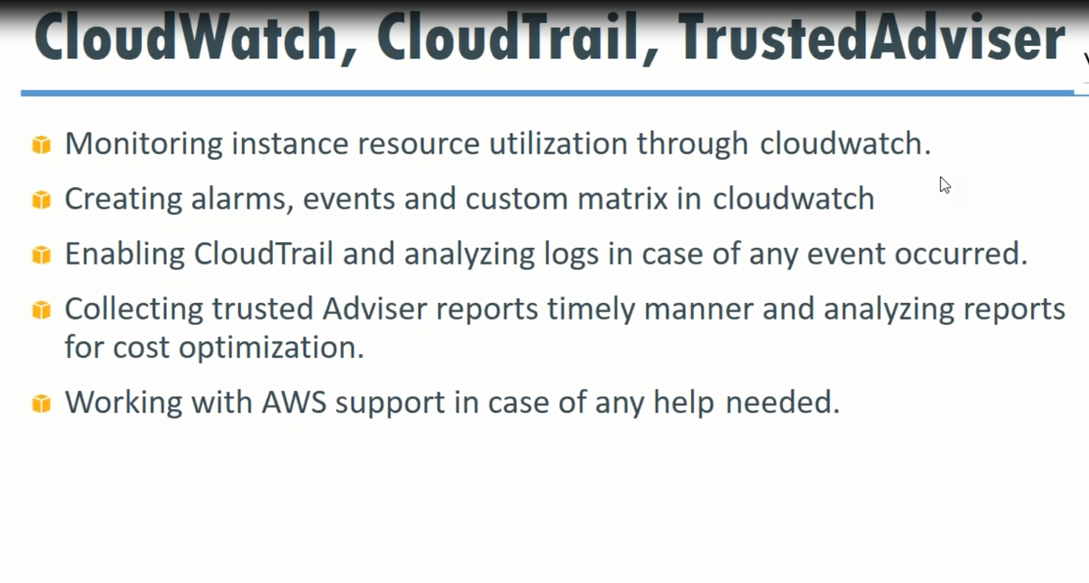 CloudWatch, CloudTrail, TrustedAdviser
Monitoring instance resource utilization through cloudwatch.
Creating alarms, events and custom matrix in cloudwatch
Enabling CloudTrail and analyzing logs in case of any event occurred.
Collecting trusted Adviser reports timely manner and analyzing reports
for cost optimization.
Working with AWS support in case of any help needed.